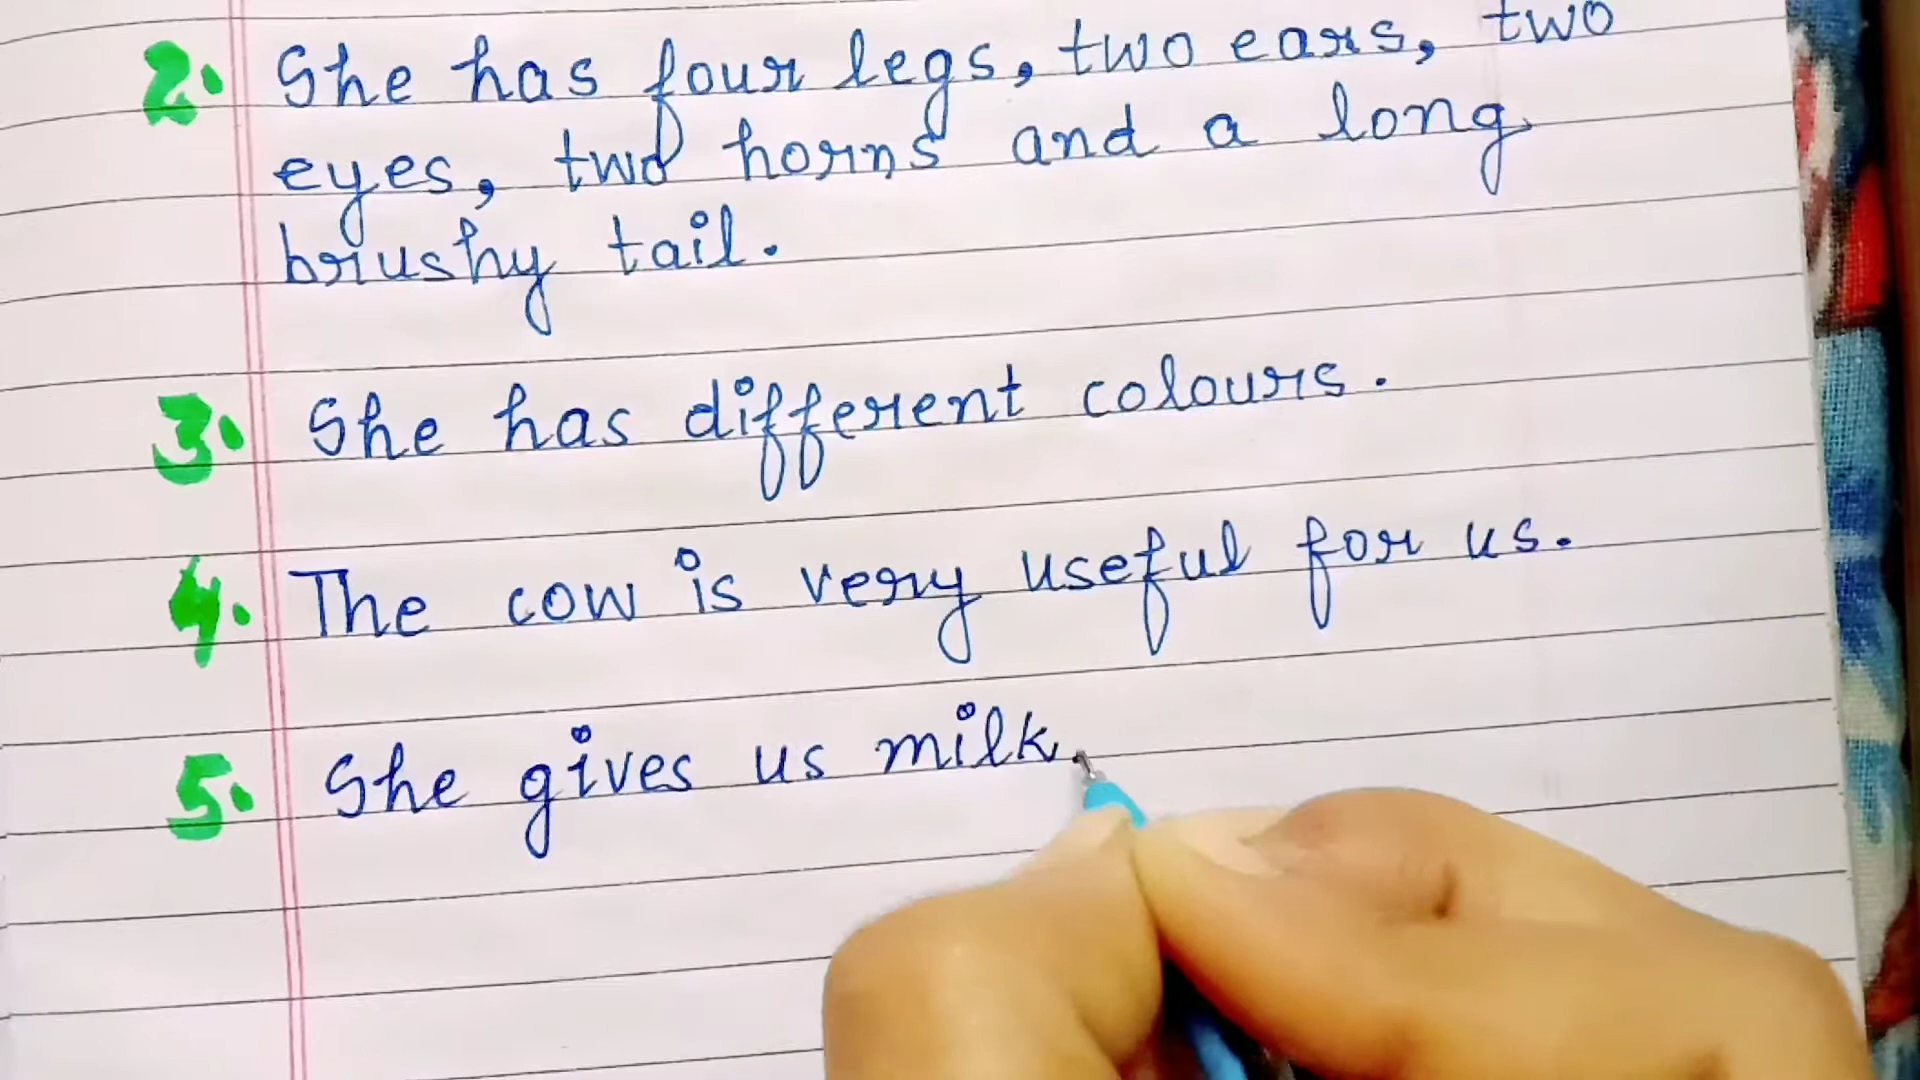 2. She has four legs, two ears, two
eyes, two horns and a long
brushy tail.
3. She has different colours.
4. The cow is very useful for us.
5. She gives us milk.